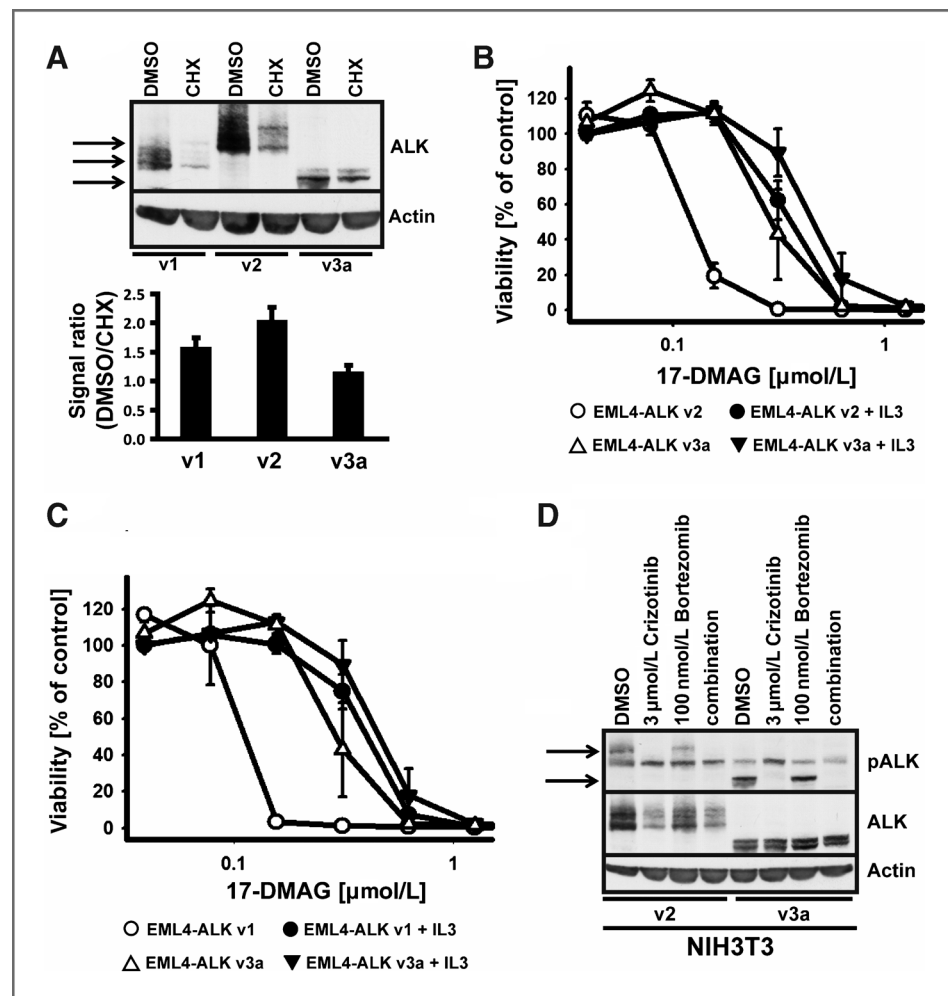 A
DMSO
CHX
DMSO
CHX
DMSO
CHX
ALK
Actin
v1 v2 v3a
Signal ratio
(DMSO/CHX)
2.5
2.0
1.5
1.0
0.5
0.0
v1 v2 v3a
B
Viability [% of control]
120
100
80
60
40
20
0
0.1 1
17-DMAG [µmol/L]
EML4-ALK v2 EML4-ALK v2 + IL3
EML4-ALK v3a EML4-ALK v3a + IL3
C
Viability [% of control]
120
100
80
60
40
20
0
0.1 1
17-DMAG [µmol/L]
EML4-ALK v1 EML4-ALK v1 + IL3
EML4-ALK v3a EML4-ALK v3a + IL3
D
DMSO
3 µmol/L Crizotinib
100 nmol/L Bortezomib
combination
DMSO
3 µmol/L Crizotinib
100 nmol/L Bortezomib
combination
pALK
ALK
Actin
v2 v3a
NIH3T3